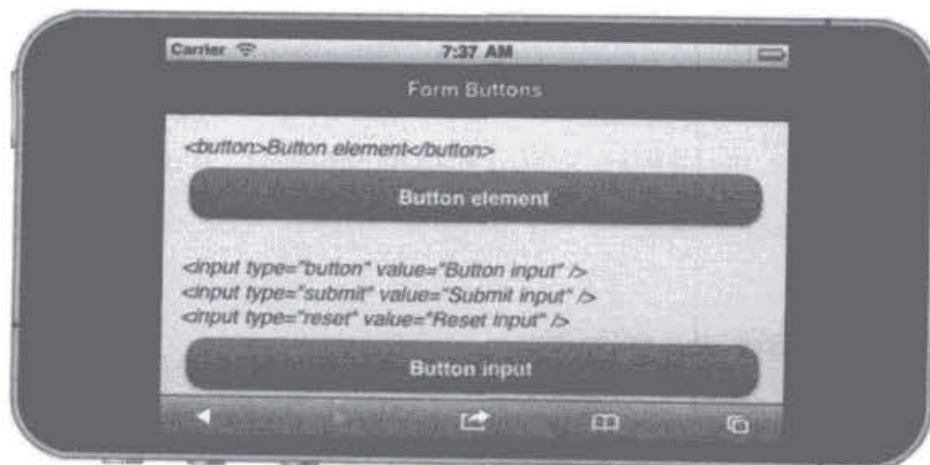 Carrier
7:37 AM
Form Buttons
<button>Button element</button>
Button element
<input type="button" value="Button input" />
<input type="submit" value="Submit input" />
<input type="reset" value="Reset input" />
Button input